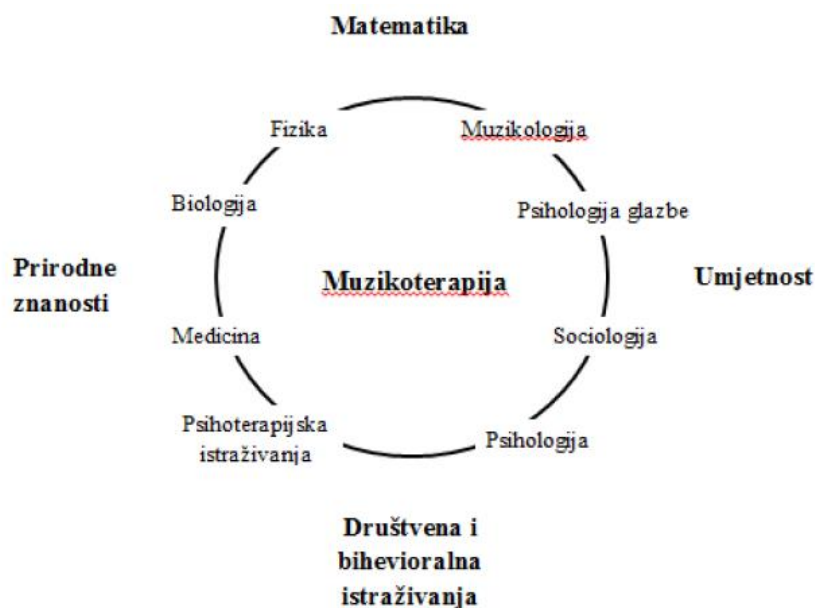 Matematika
Fizika
Muzikologija
Biologija
Psihologija glazbe
Prirodne
znanosti
Muzikoterapija
Umjetnost
Medicina
Sociologija
Psihoterapijska
istraživanja
Psihologija
Društvena i
bihevioralna
istraživanja